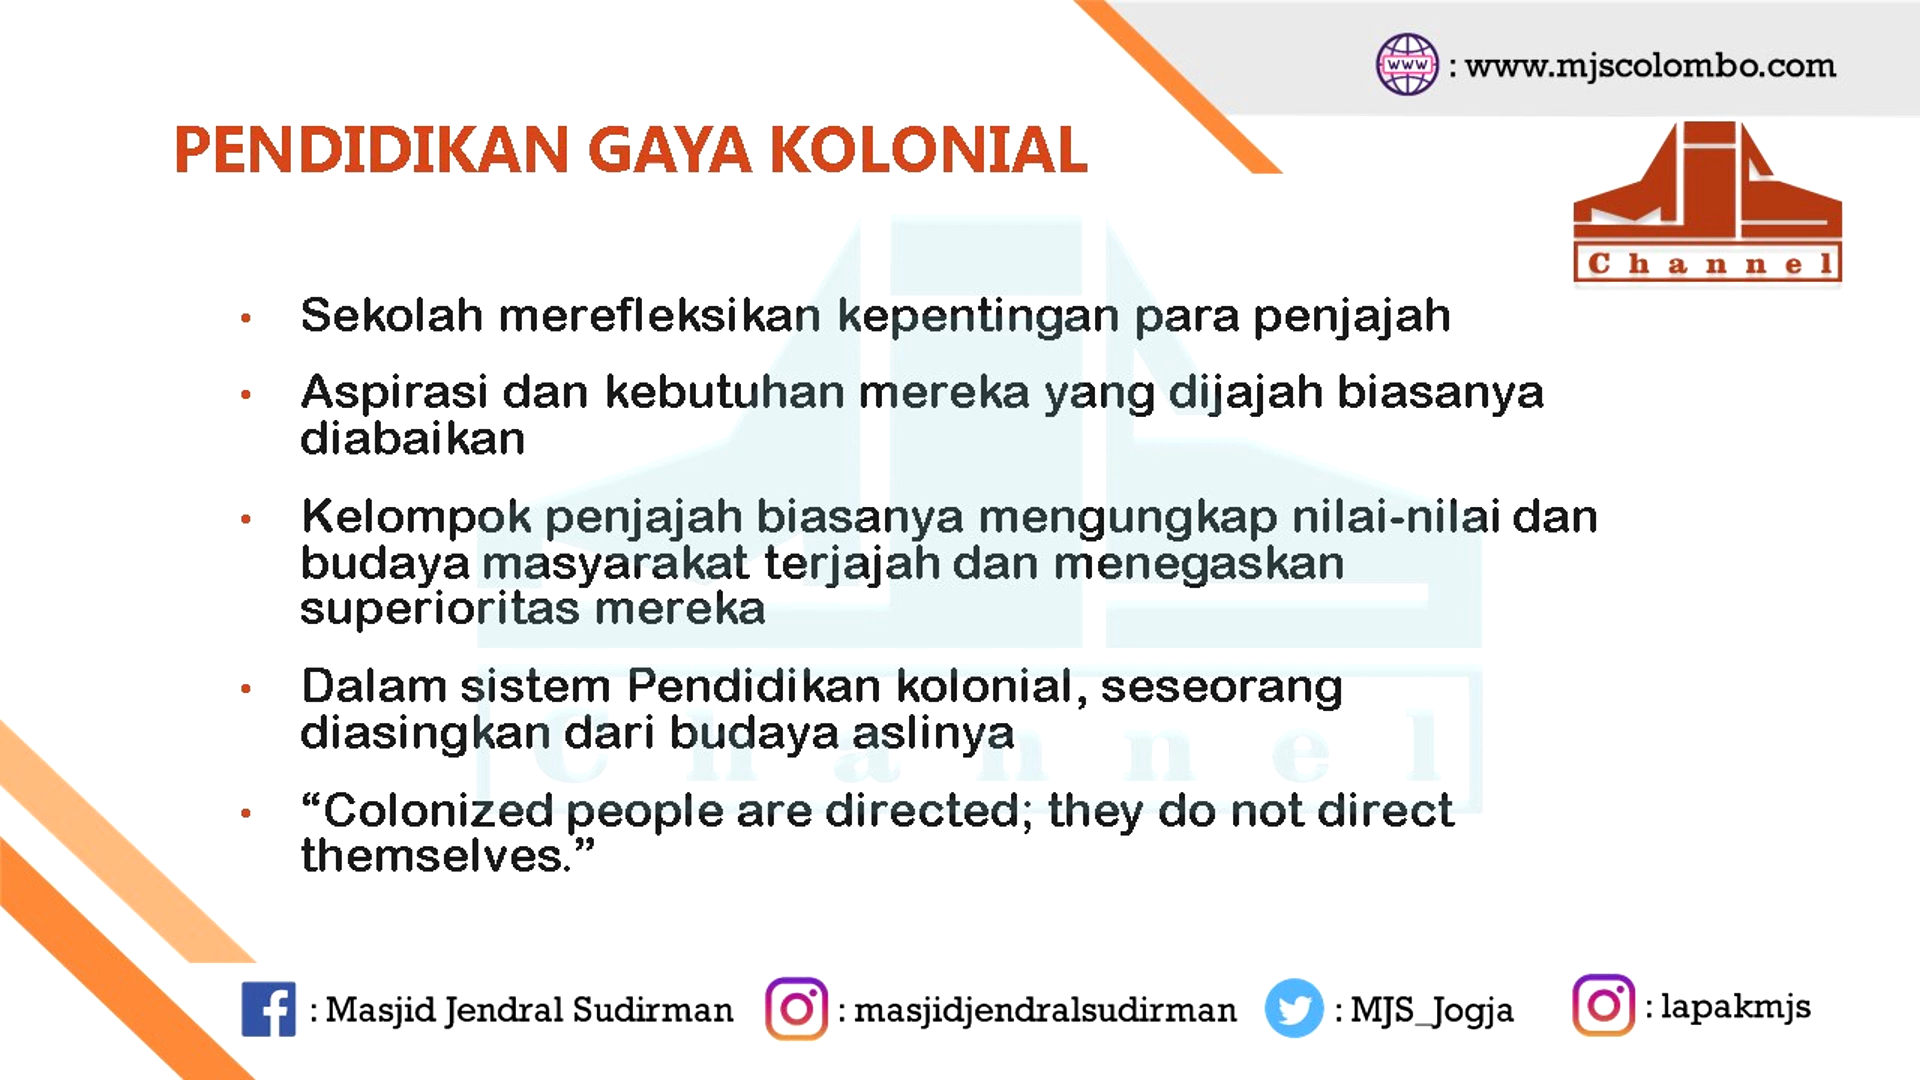 www
: www.mjscolombo.com
PENDIDIKAN GAYA KOLONIAL
MJS
Channel
• Sekolah merefleksikan kepentingan para penjajah
• Aspirasi dan kebutuhan mereka yang dijajah biasanya
diabaikan
• Kelompok penjajah biasanya mengungkap nilai-nilai dan
budaya masyarakat terjajah dan menegaskan
superioritas mereka
• Dalam sistem Pendidikan kolonial, seseorang
diasingkan dari budaya aslinya
• “Colonized people are directed; they do not direct
themselves.”
Channel
: Masjid Jendral Sudirman
: masjidjendralsudirman
: MJS_Jogja
: lapakmjs